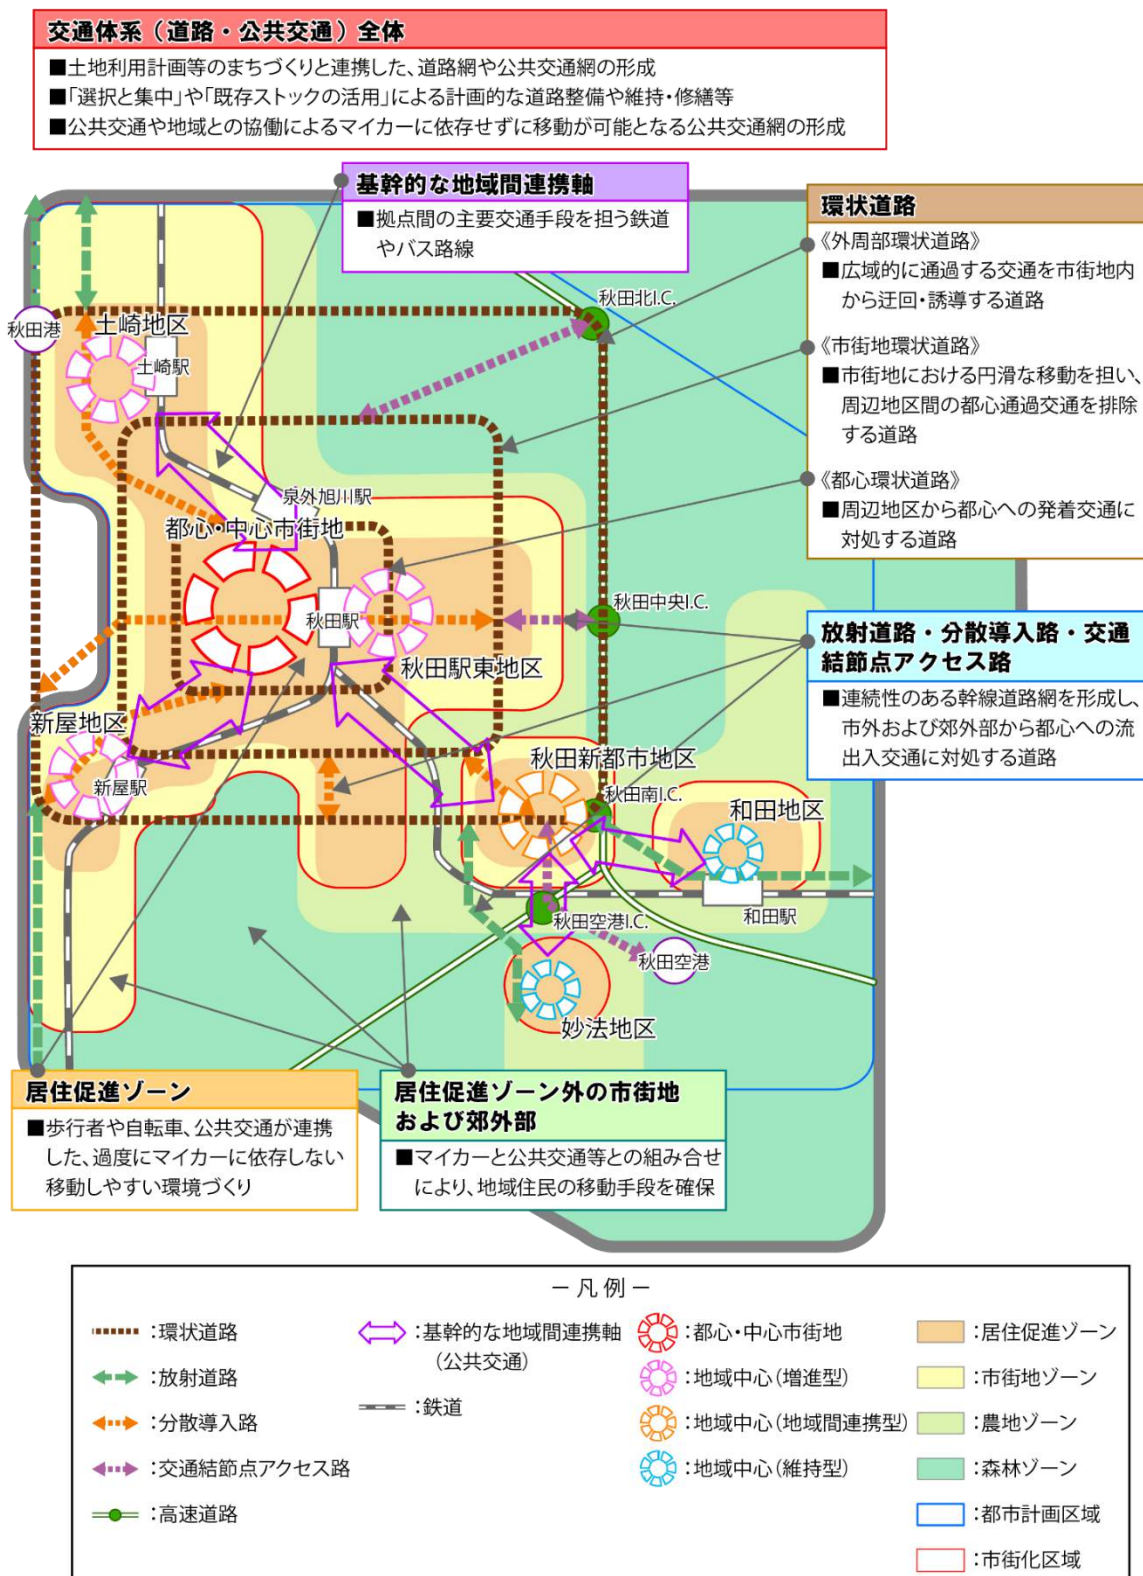 交通体系（道路・公共交通）全体
■土地利用計画等のまちづくりと連携した、道路網や公共交通網の形成
■「選択と集中」や「既存ストックの活用」による計画的な道路整備や維持・修繕等
■公共交通や地域との協働によるマイカーに依存せずに移動が可能となる公共交通網の形成
基幹的な地域間連携軸
■拠点間の主要交通手段を担う鉄道
やバス路線
環状道路
《外周部環状道路》
■広域的に通過する交通を市街地内
から迂回・誘導する道路
《市街地環状道路》
■市街地における円滑な移動を担い、
周辺地区間の都心通過交通を排除
する道路
《都心環状道路》
■周辺地区から都心への発着交通に
対処する道路
秋田北I.C.
秋田港
土崎地区
土崎駅
泉外旭川駅
都心・中心市街地
秋田中央I.C.
秋田駅
秋田駅東地区
放射道路・分散導入路・交通
結節点アクセス路
■連続性のある幹線道路網を形成し、
市外および郊外部から都心への流
出入交通に対処する道路
新屋地区
新屋駅
秋田新都市地区
秋田南I.C.
和田地区
和田駅
秋田空港I.C.
秋田空港
妙法地区
居住促進ゾーン
■歩行者や自転車、公共交通が連携
した、過度にマイカーに依存しない
移動しやすい環境づくり
居住促進ゾーン外の市街地
および郊外部
■マイカーと公共交通等との組み合せ
により、地域住民の移動手段を確保
－凡例－
：環状道路
：放射道路
：分散導入路
：交通結節点アクセス路
：高速道路
：基幹的な地域間連携軸
（公共交通）
：鉄道
：都心・中心市街地
：地域中心（増進型）
：地域中心（地域間連携型）
：地域中心（維持型）
：居住促進ゾーン
：市街地ゾーン
：農地ゾーン
：森林ゾーン
：都市計画区域
：市街化区域